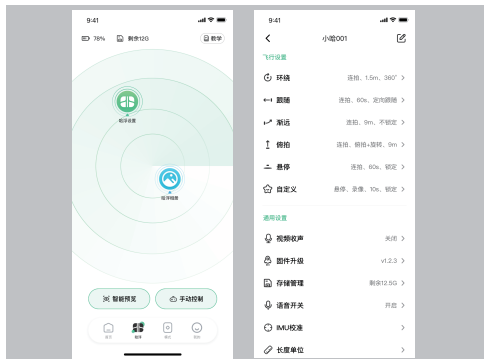 9:41
78%
剩余12G
教学
智能预览
手动控制
9:41
小哈001
飞行设置
环绕
连拍、1.5m、360°
跟随
连拍、60s、定向跟随
渐远
连拍、9m、不锁定
俯拍
连拍、俯拍+旋转、9m
悬停
连拍、60s、锁定
自定义
悬停、录像、10s、锁定
通用设置
视频收声
关闭
固件升级
v1.2.3
存储管理
剩余12.5G
语音开关
开启
IMU校准
长度单位